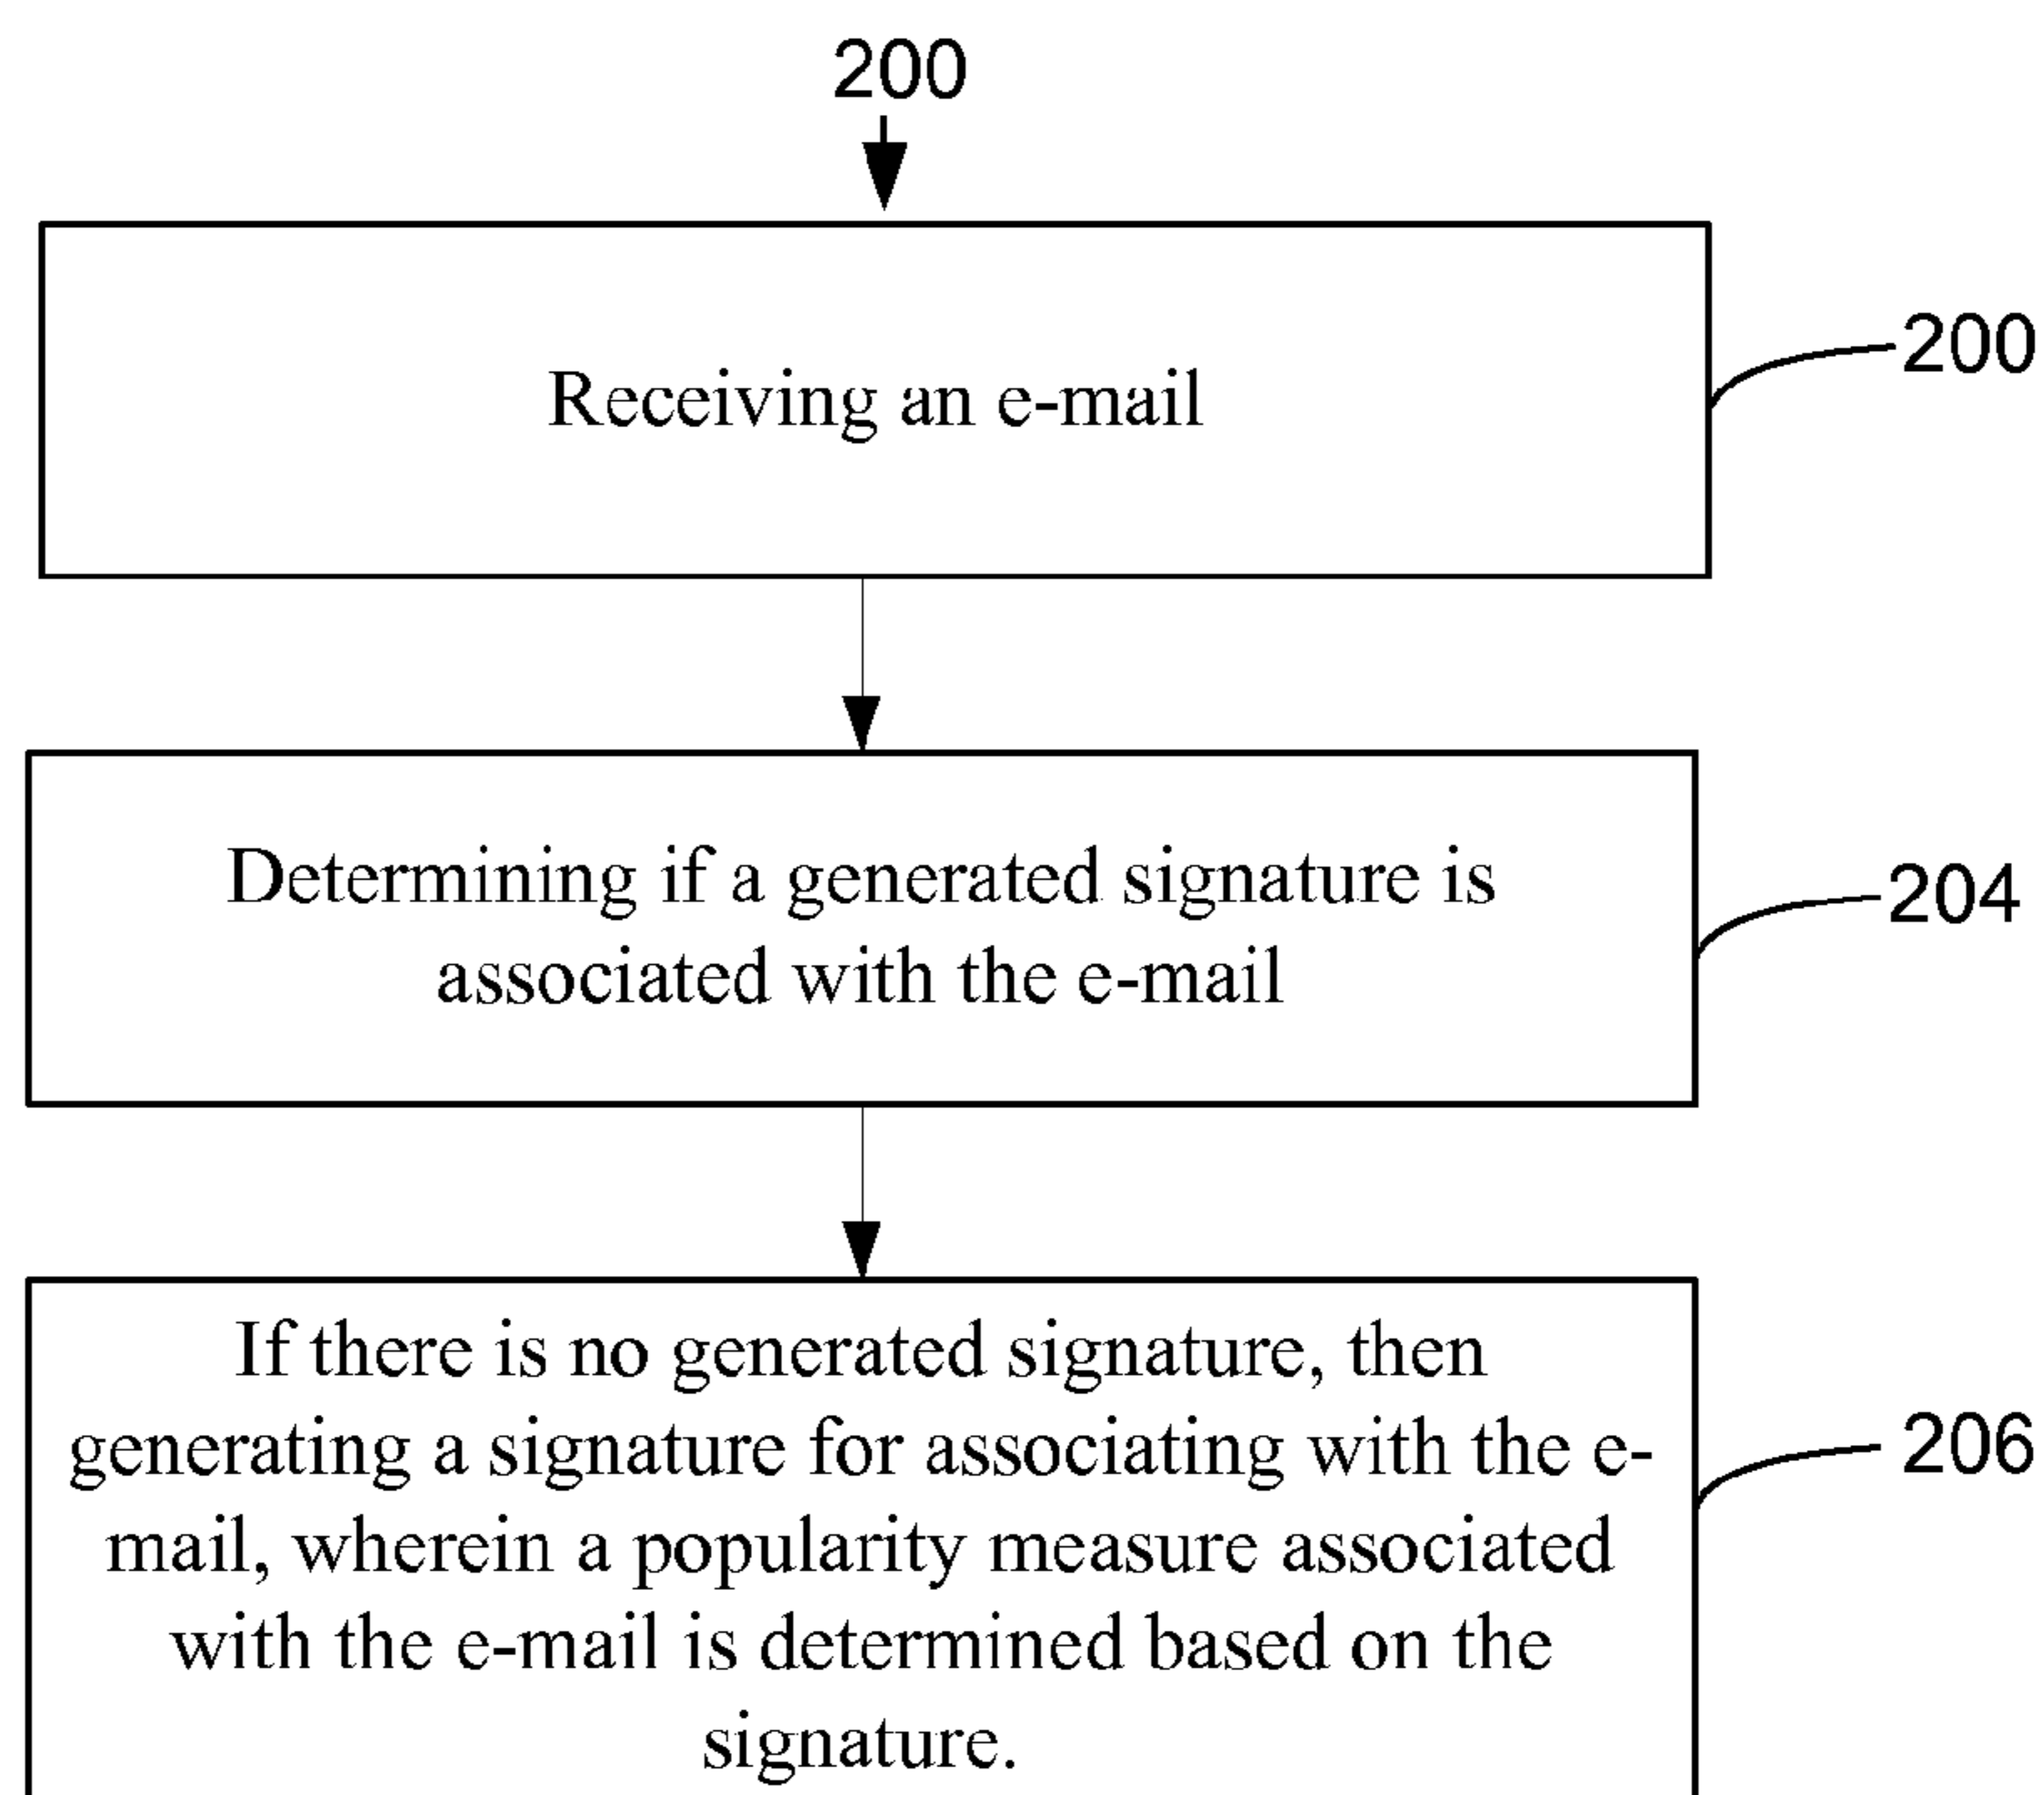 200
Receiving an e-mail
200
Determining if a generated signature is
associated with the e-mail
204
If there is no generated signature, then
generating a signature for associating with the e-
mail, wherein a popularity measure associated
with the e-mail is determined based on the
signature.
206